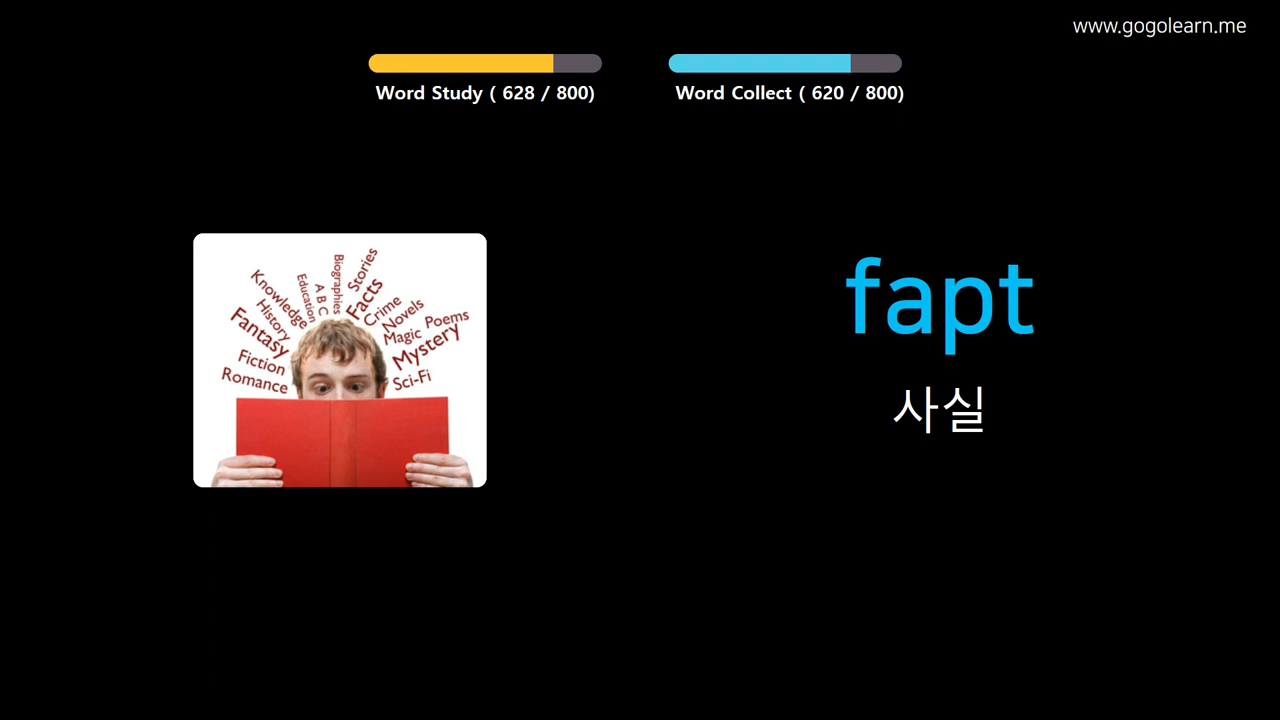 www.gogolearn.me
Word Study ( 628 / 800)
Word Collect ( 620 / 800)
Knowledge
History
Fantasy
Fiction
Romance
Education
A B C
Biographies
Stories
Facts
Crime
Novels
Magic
Poems
Mystery
Sci-Fi
fapt
사실